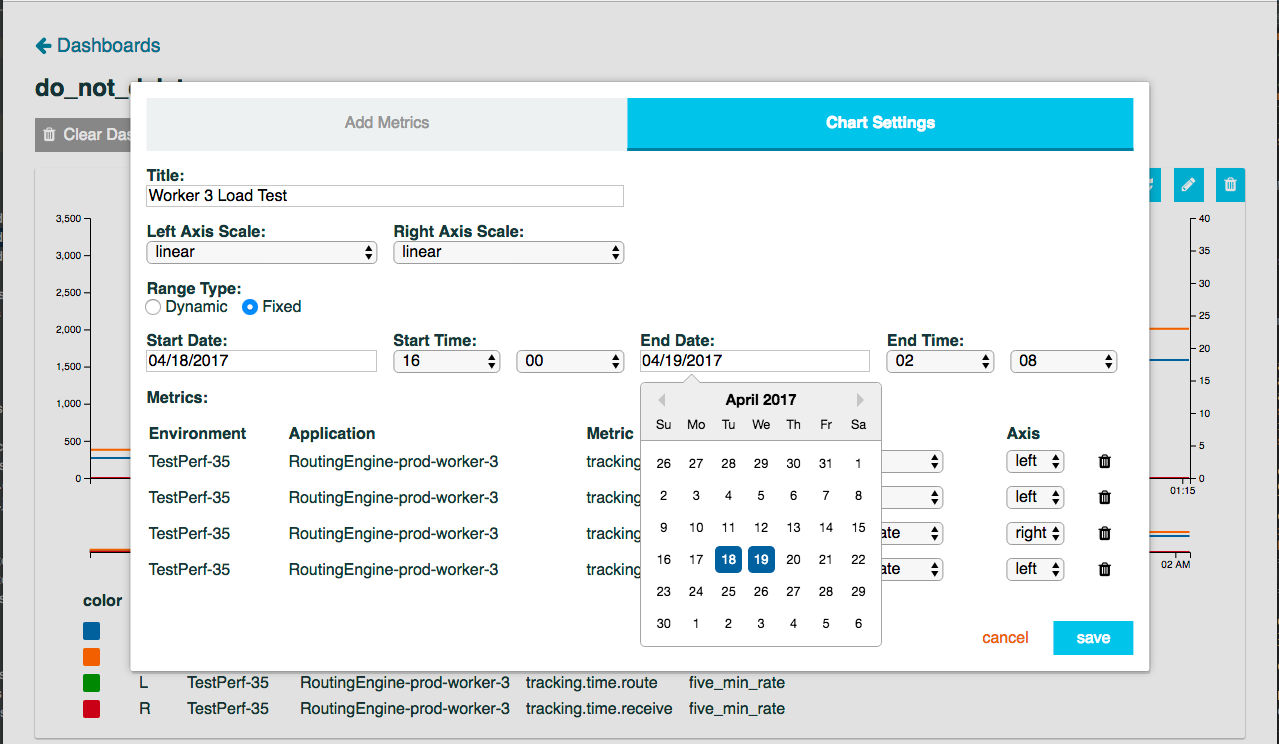 Dashboards
do_not_
Clear Das
Add Metrics Chart Settings
Title:
Worker 3 Load Test
Left Axis Scale: Right Axis Scale:
linear linear
Range Type:
Dynamic Fixed
Start Date: Start Time: End Date: End Time:
04/18/2017 16 00 04/19/2017 02 08
Metrics:
April 2017
Su Mo Tu We Th Fr Sa
26 27 28 29 30 31 1
2 3 4 5 6 7 8
9 10 11 12 13 14 15
16 17 18 19 20 21 22
23 24 25 26 27 28 29
30 1 2 3 4 5 6
Environment Application Metric Axis
TestPerf-35 RoutingEngine-prod-worker-3 tracking left
TestPerf-35 RoutingEngine-prod-worker-3 tracking left
TestPerf-35 RoutingEngine-prod-worker-3 tracking ate right
TestPerf-35 RoutingEngine-prod-worker-3 tracking ate left
cancel save
3,500
3,000
2,500
2,000
1,500
1,000
500
0
40
35
30
25
20
15
10
5
0
01:15
02 AM
color
L TestPerf-35 RoutingEngine-prod-worker-3 tracking.time.route five_min_rate
R TestPerf-35 RoutingEngine-prod-worker-3 tracking.time.receive five_min_rate